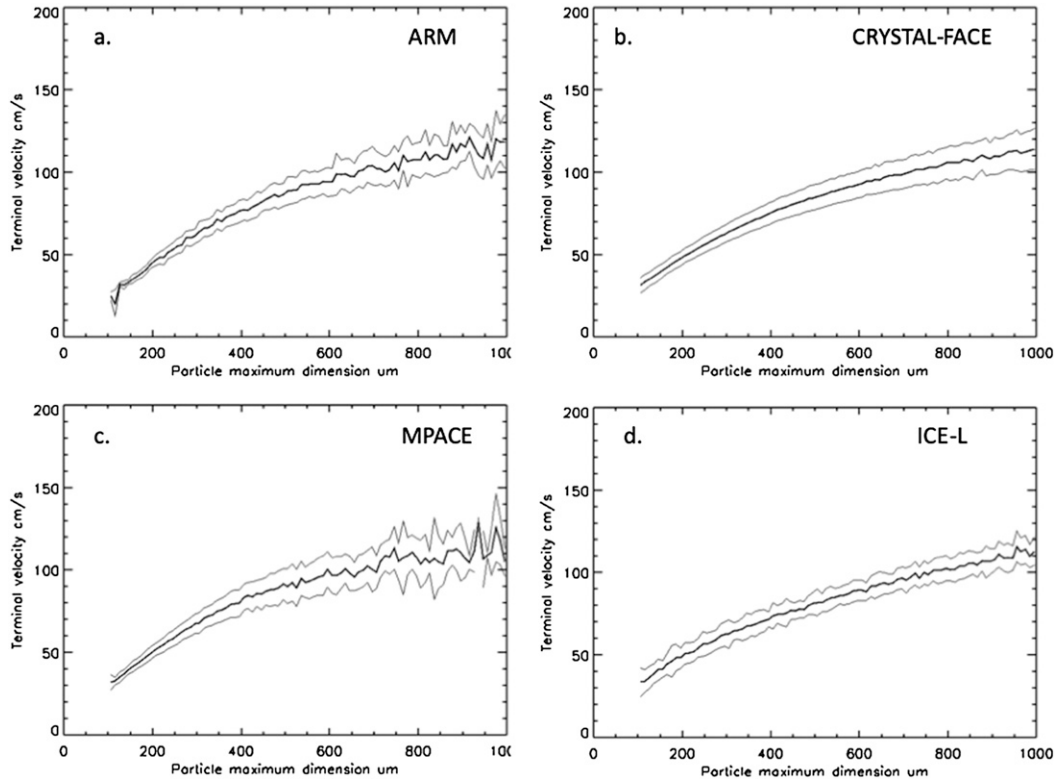 a. ARM
200
150
100
50
0
Terminal velocity cm/s
0 200 400 600 800 100
Particle maximum dimension um
b. CRYSTAL-FACE
200
150
100
50
0
Terminal velocity cm/s
0 200 400 600 800 1000
Particle maximum dimension um
c. MPACE
200
150
100
50
0
Terminal velocity cm/s
0 200 400 600 800 100
Particle maximum dimension um
d. ICE-L
200
150
100
50
0
Terminal velocity cm/s
0 200 400 600 800 1000
Particle maximum dimension um